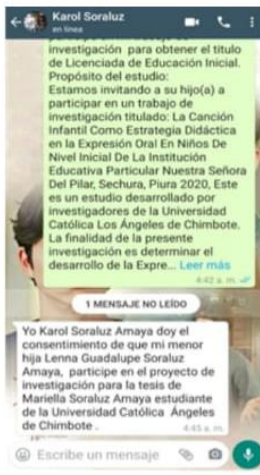 Karol Soraluz
en línea
investigación para obtener el titulo
de Licenciada de Educación Inicial.
Propósito del estudio:
Estamos invitando a su hijo(a) a
participar en un trabajo de
investigación titulado: La Canción
Infantil Como Estrategia Didáctica
en la Expresión Oral En Niños De
Nivel Inicial De La Institución
Educativa Particular Nuestra Señora
Del Pilar, Sechura, Piura 2020, Este
es un estudio desarrollado por
investigadores de la Universidad
Católica Los Ángeles de Chimbote.
La finalidad de la presente
investigación es determinar el
desarrollo de la Expre... Leer más
4:42 a. m.
1 MENSAJE NO LEÍDO
Yo Karol Soraluz Amaya doy el
consentimiento de que mi menor
hija Lenna Guadalupe Soraluz
Amaya, participe en el proyecto de
investigación para la tesis de
Mariella Soraluz Amaya estudiante
de la Universidad Católica Ángeles
de Chimbote .
4:45 a. m.
Escribe un mensaje